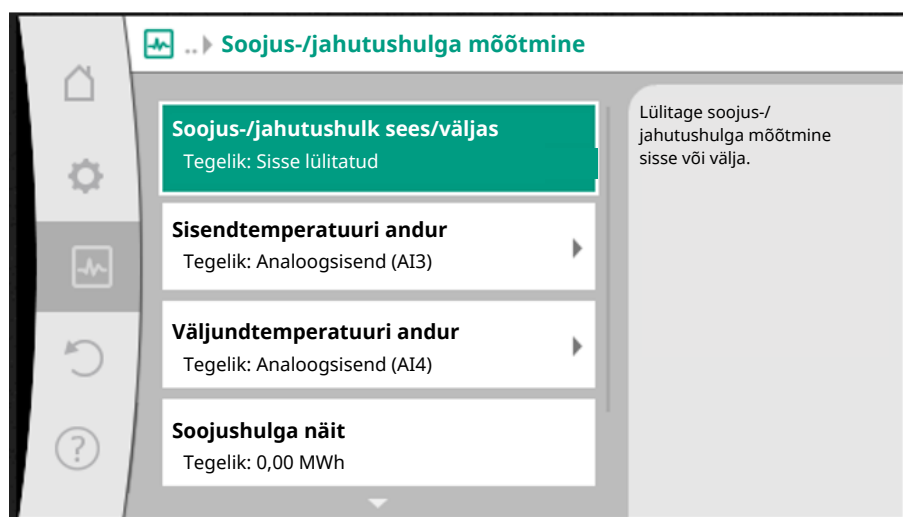 .. Soojus-/jahutushulga mõõtmine
Soojus-/jahutushulk sees/väljas
Tegelik: Sisse lülitatud
Sisendtemperatuuri andur
Tegelik: Analoogsisend (AI3)
Väljundtemperatuuri andur
Tegelik: Analoogsisend (AI4)
Soojushulga näit
Tegelik: 0,00 MWh
Lülitage soojus-/
jahutushulga mõõtmine
sisse või välja.
?